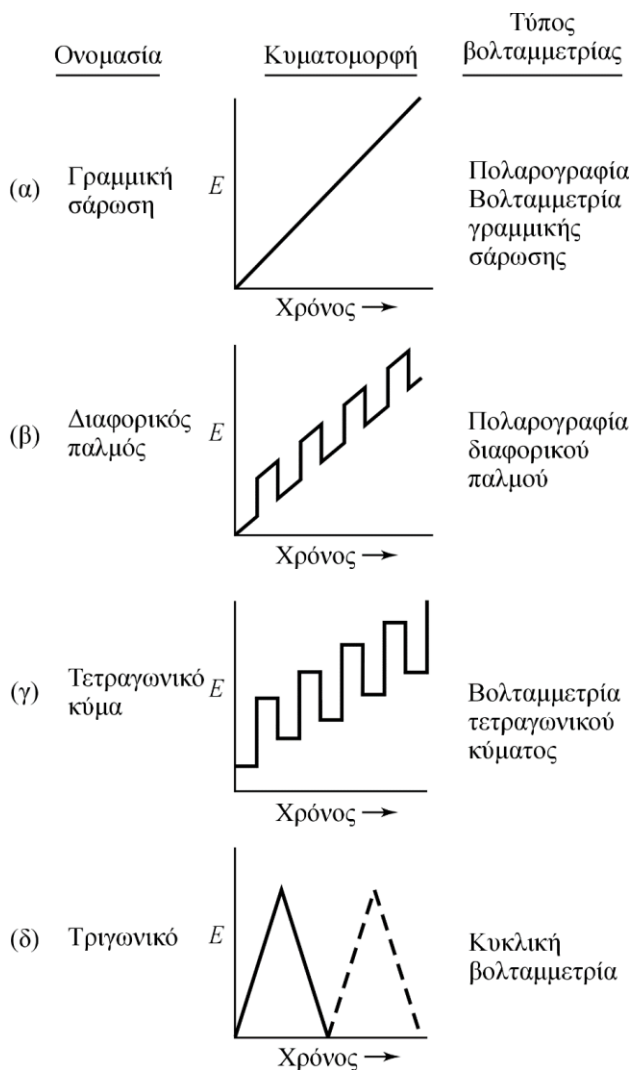 Ονομασία
Κυματομορφή
Τύπος
βολταμμετρίας
(α)
Γραμμική
σάρωση
E
Χρόνος →
Πολαρογραφία
Βολταμμετρία
γραμμικής
σάρωσης
(β)
Διαφορικός
παλμός
E
Χρόνος →
Πολαρογραφία
διαφορικού
παλμού
(γ)
Τετραγωνικό
κύμα
E
Χρόνος →
Βολταμμετρία
τετραγωνικού
κύματος
(δ)
Τριγωνικό
E
Χρόνος →
Κυκλική
βολταμμετρία